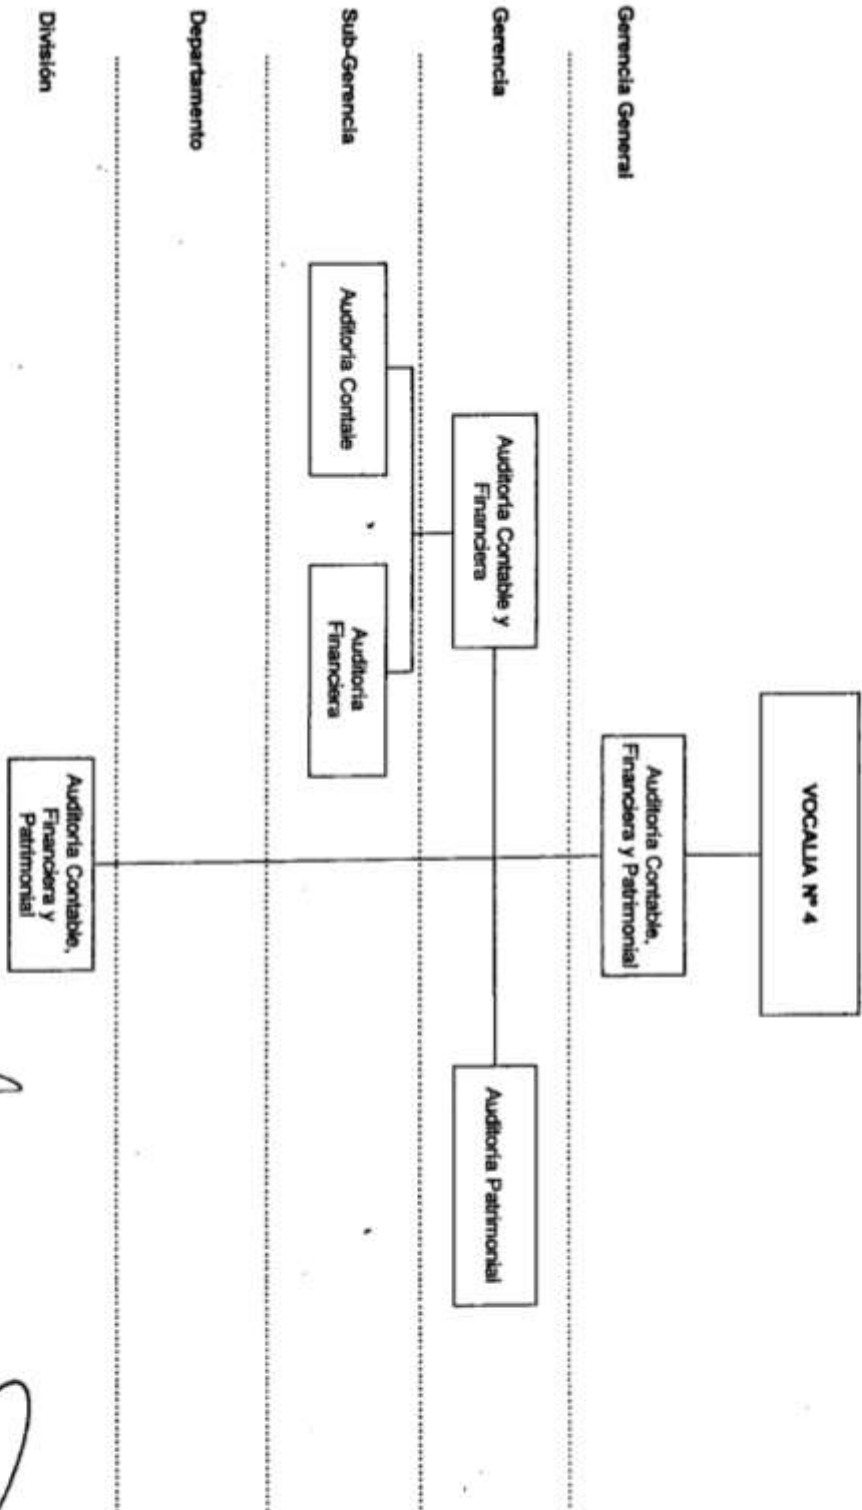 VOCALIA Nº 4
Gerencia General
Auditoría Contable,
Financiera y Patrimonial
Gerencia
Auditoría Contable y
Financiera
Auditoría Patrimonial
Sub-Gerencia
Auditoría Contale
Auditoría
Financiera
Departamento
División
Auditoría Contable,
Financiera y
Patrimonial